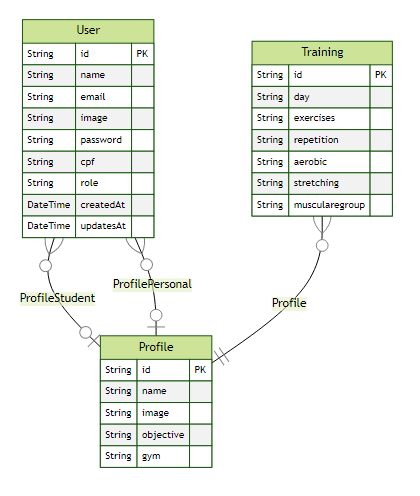 User
String id PK
String name
String email
String image
String password
String cpf
String role
DateTime createdAt
DateTime updatesAt
Training
String id PK
String day
String exercises
String repetition
String aerobic
String stretching
String muscularegroup
ProfileStudent
ProfilePersonal
Profile
Profile
String id PK
String name
String image
String objective
String gym